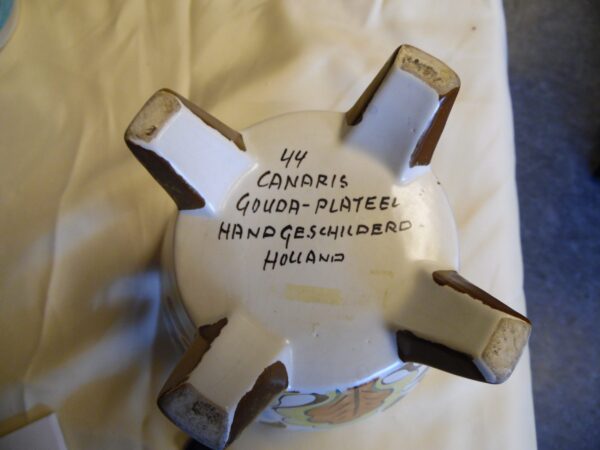 44
CANARIS
GOUDA-PLATEEL
HANDGESCHILDERD
HOLLAND